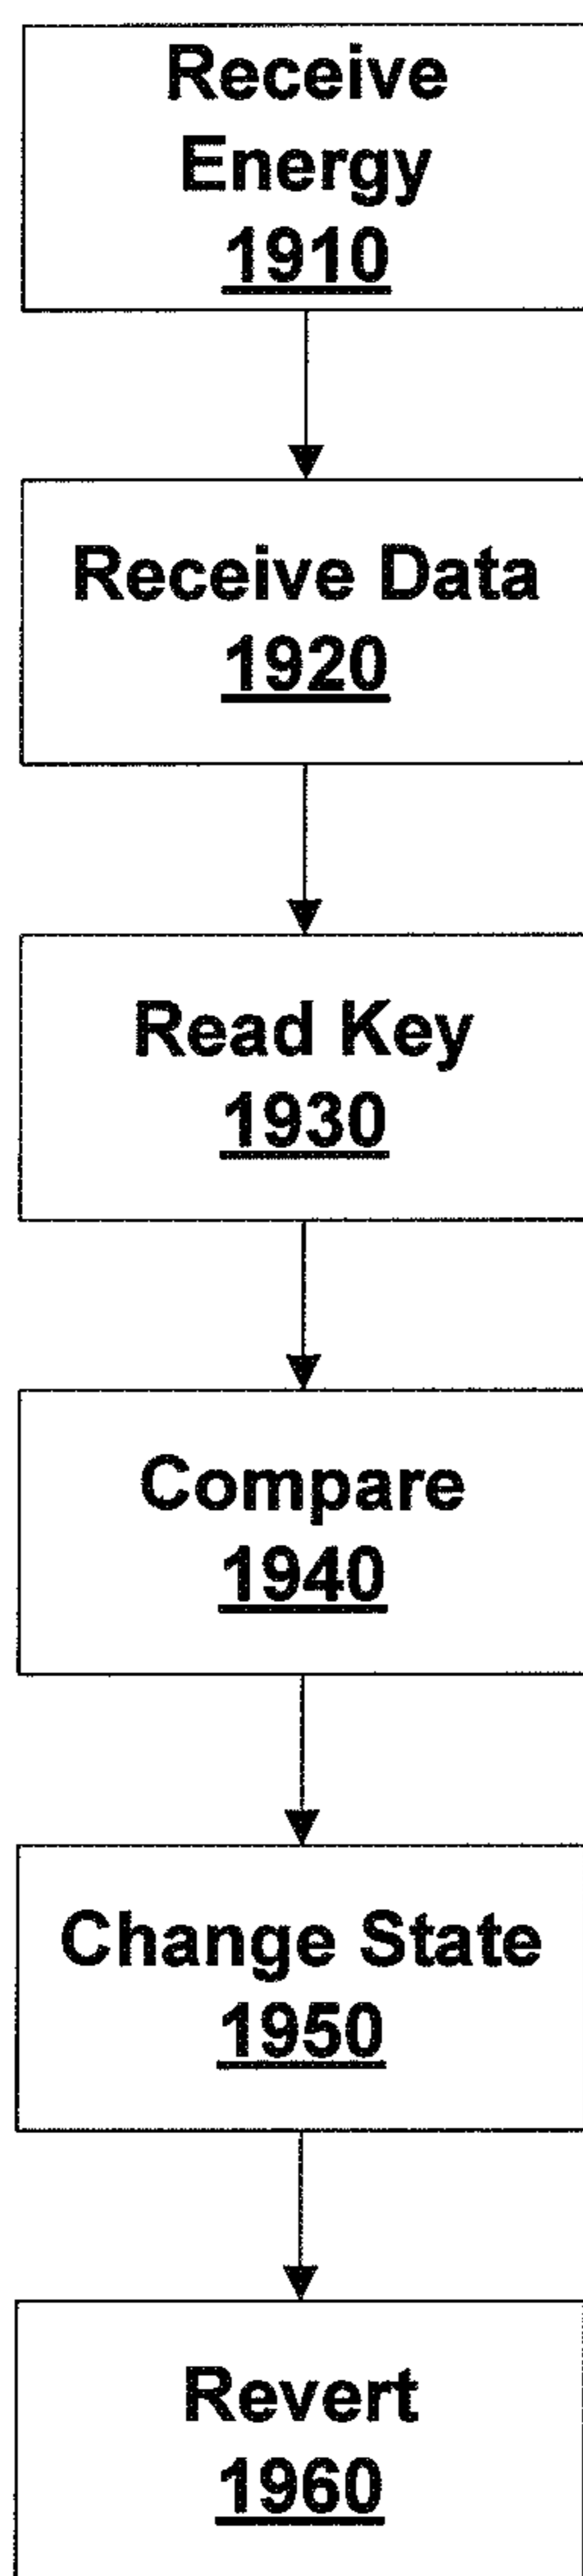 Receive
Energy
1910
Receive Data
1920
Read Key
1930
Compare
1940
Change State
1950
Revert
1960